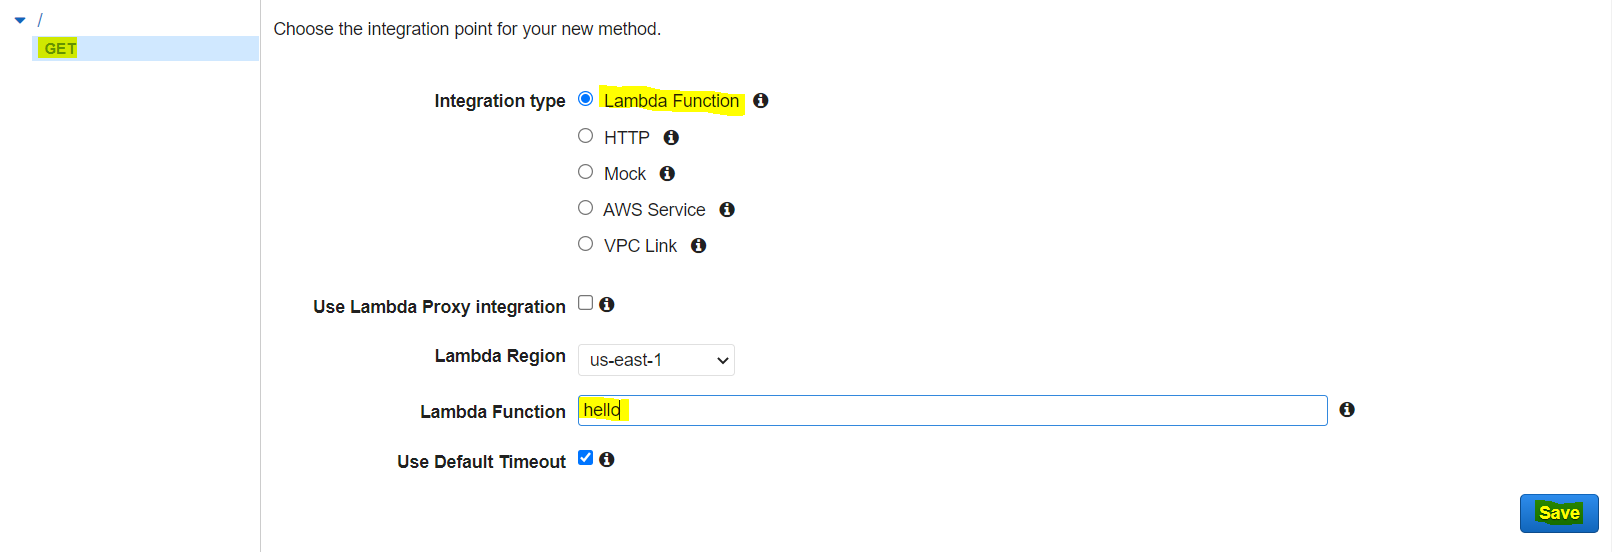 /
GET
Choose the integration point for your new method.
Integration type Lambda Function
HTTP
Mock
AWS Service
VPC Link
Use Lambda Proxy integration
Lambda Region us-east-1
Lambda Function hello
Use Default Timeout
Save